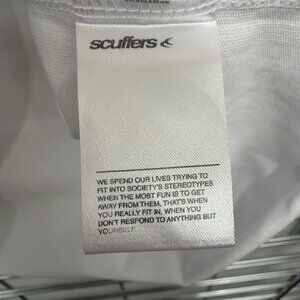 scuffers
WE SPEND OUR LIVES TRYING TO
FIT INTO SOCIETY'S STEREOTYPES
WHEN THE MOST FUN IS TO GET
AWAY FROM THEM, THAT'S WHEN
YOU REALLY FIT IN, WHEN YOU
DON'T RESPOND TO ANYTHING BUT
YOURSELF.